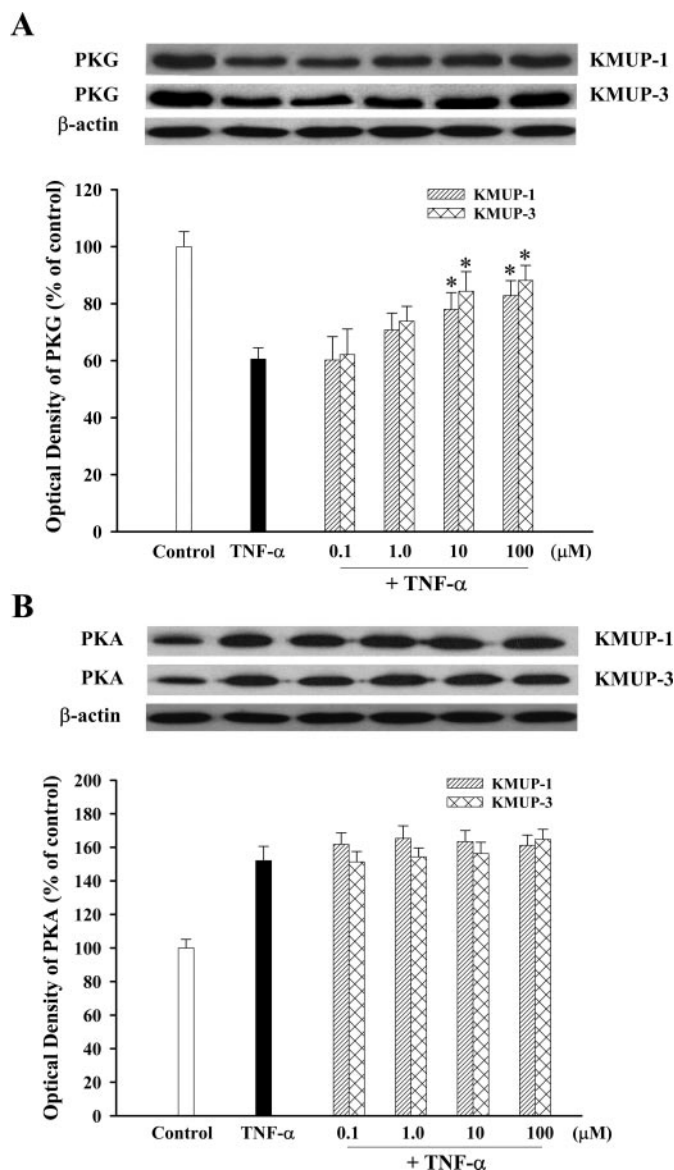 A
PKG KMUP-1
PKG KMUP-3
β-actin
KMUP-1
KMUP-3
Optical Density of PKG (% of control)
120
100
80
60
40
20
0
Control TNF-α 0.1 1.0 10 100 (μM)
+ TNF-α
* * * *
B
PKA KMUP-1
PKA KMUP-3
β-actin
KMUP-1
KMUP-3
Optical Density of PKA (% of control)
200
180
160
140
120
100
80
60
40
20
0
Control TNF-α 0.1 1.0 10 100 (μM)
+ TNF-α